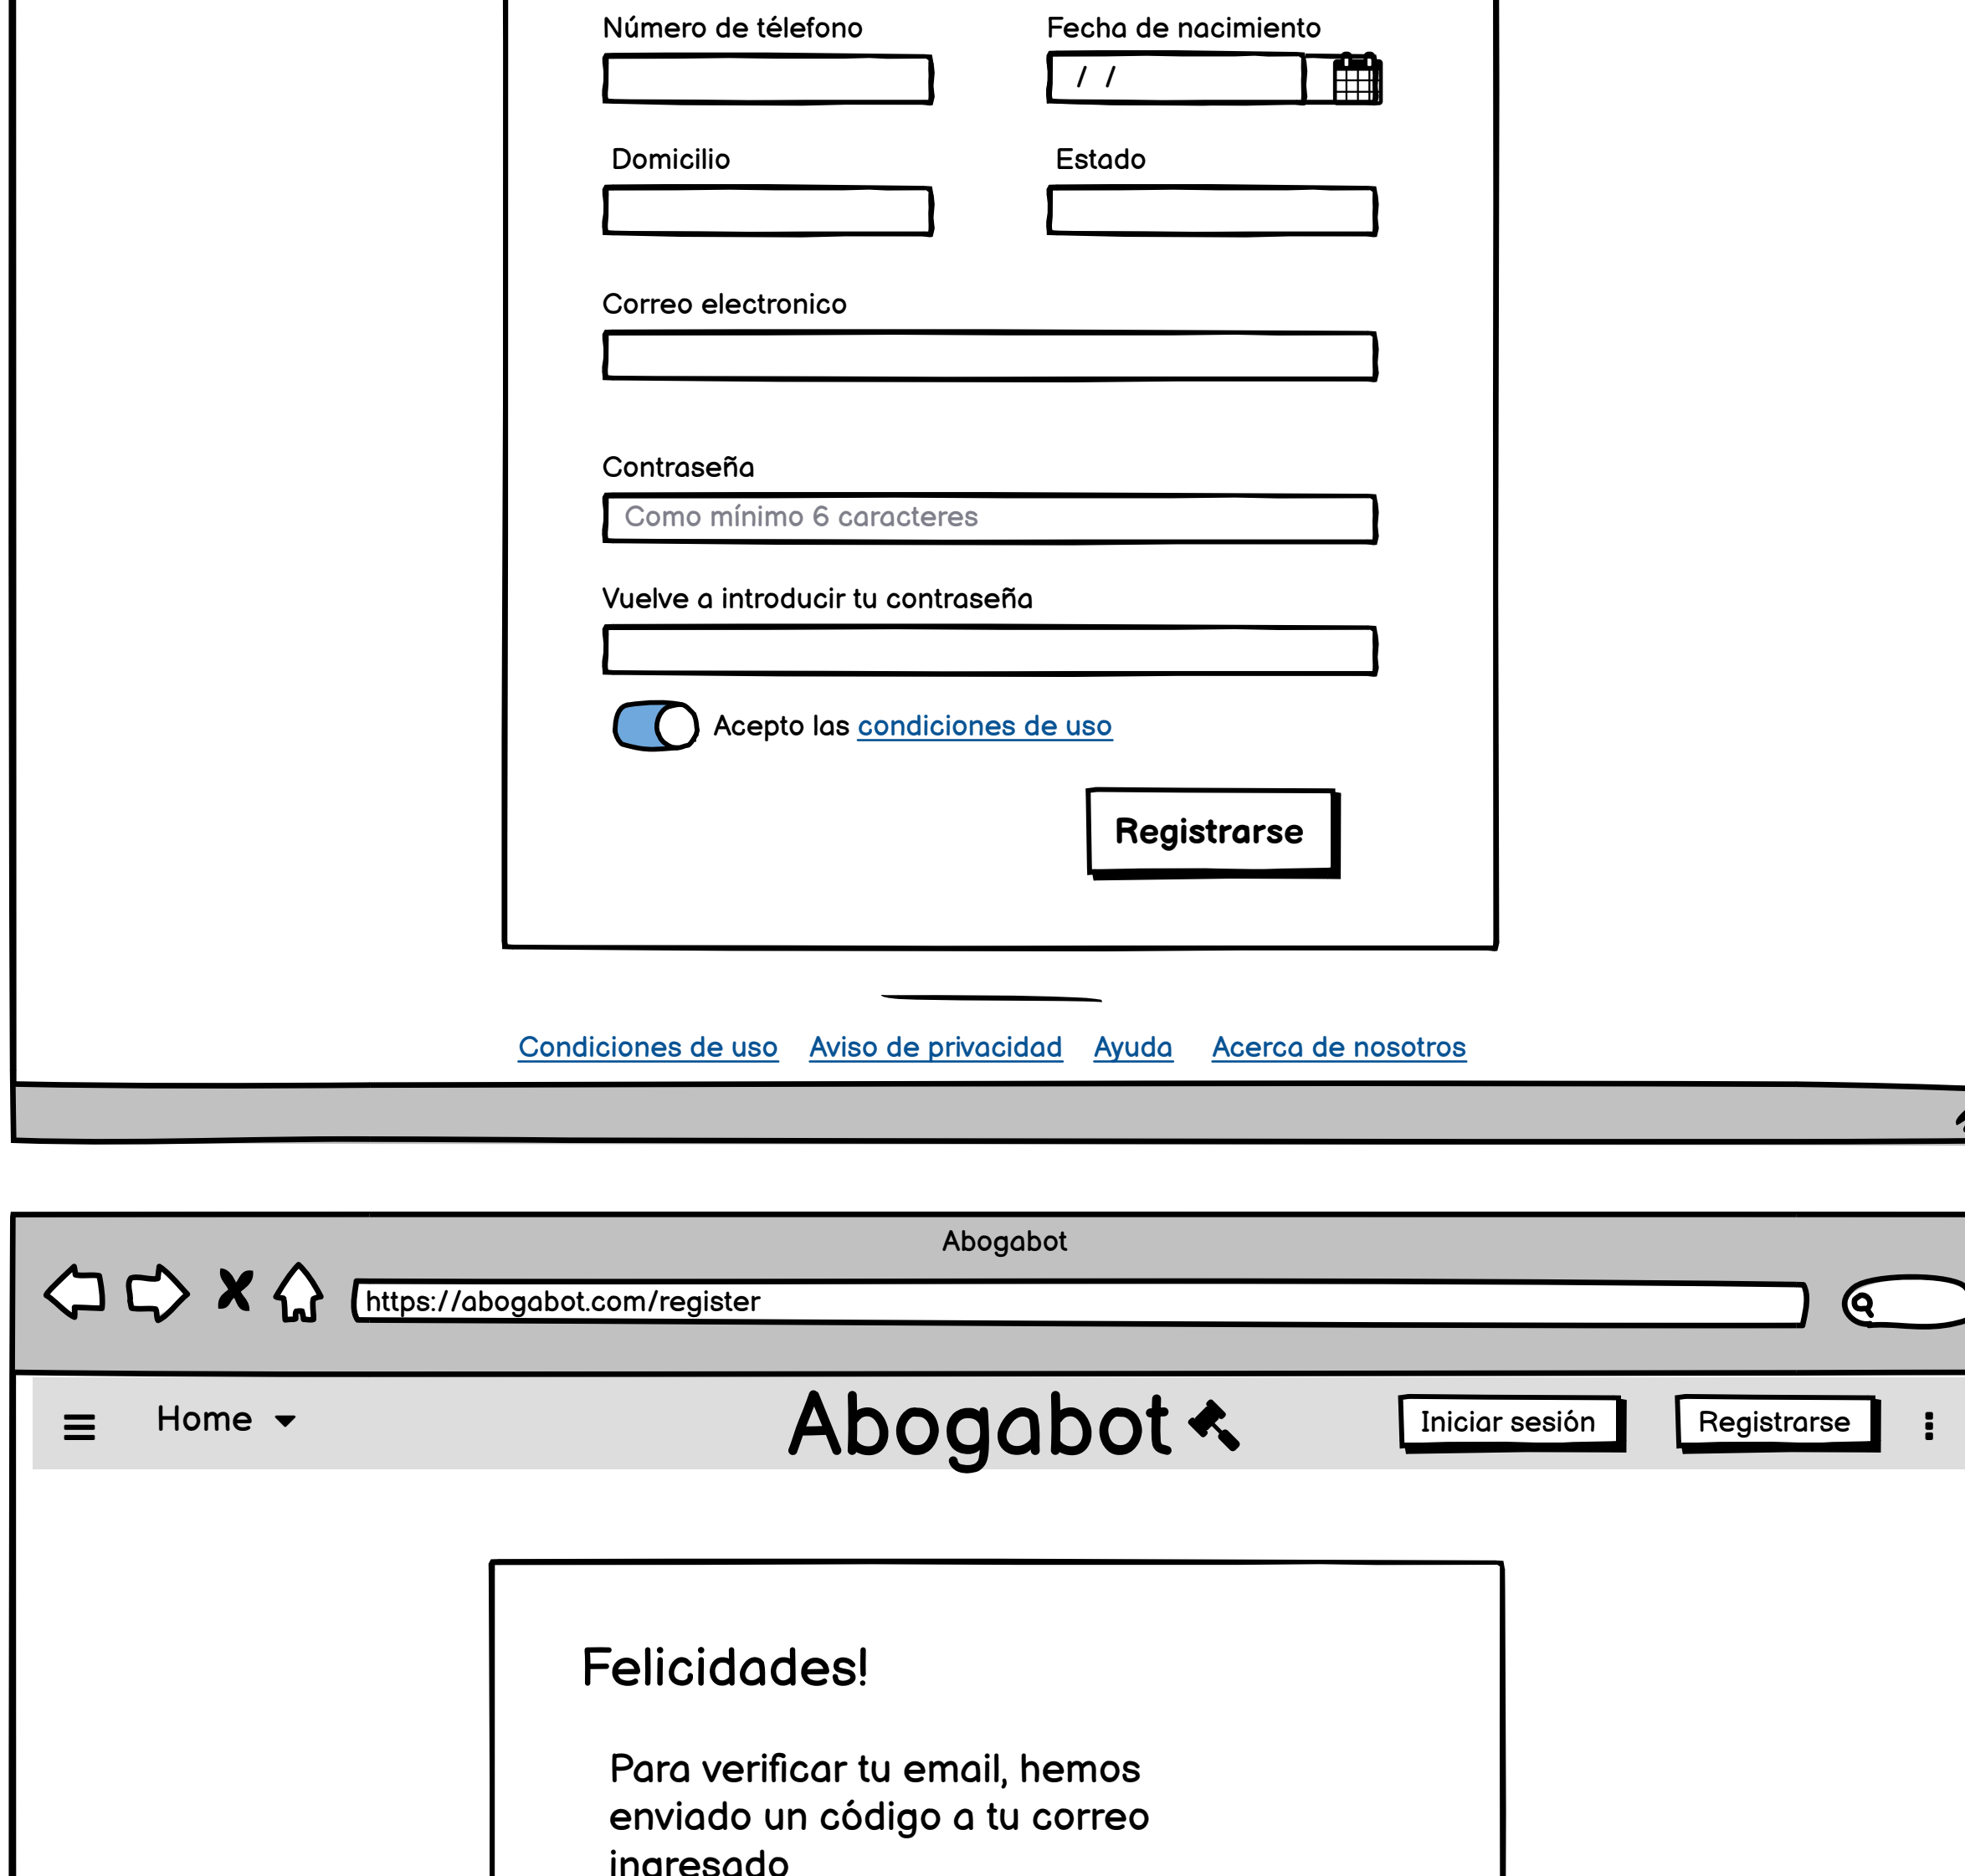 Número de télefono Fecha de nacimiento
/ /
Domicilio Estado
Correo electronico
Contraseña
Como mínimo 6 caracteres
Vuelve a introducir tu contraseña
Acepto las condiciones de uso
Registrarse
Condiciones de uso Aviso de privacidad Ayuda Acerca de nosotros
Abogabot
https://abogabot.com/register
Home Abogabot Iniciar sesión Registrarse
Felicidades!
Para verificar tu email, hemos
enviado un código a tu correo
ingresado